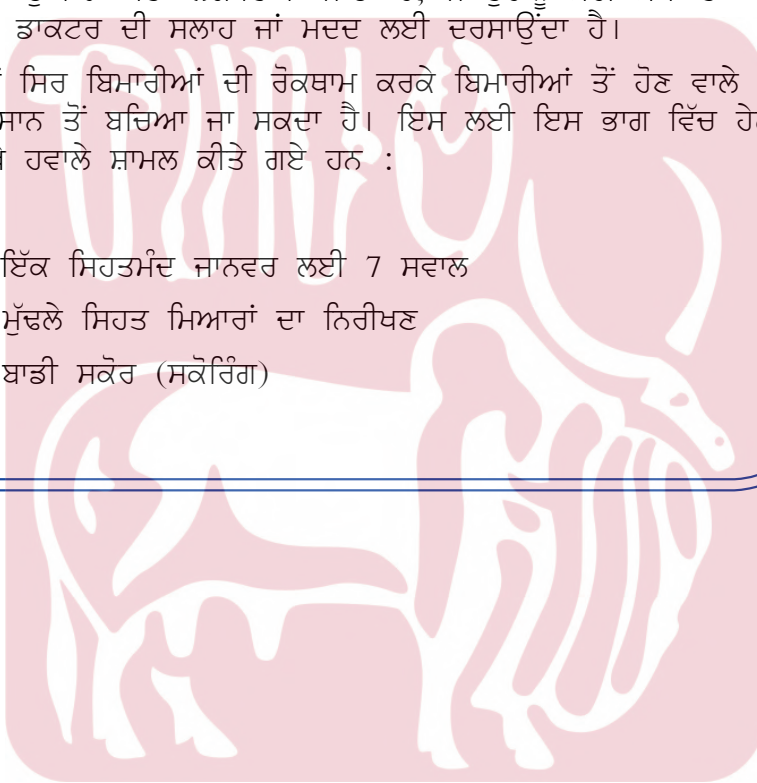 ਡਾਕਟਰ ਦੀ ਸਲਾਹ ਜਾਂ ਮਦਦ ਲਈ ਦਰਸਾਉਂਦਾ ਹੈ।
ਸਿਰ ਬਿਮਾਰੀਆਂ ਦੀ ਰੋਕਥਾਮ ਕਰਕੇ ਬਿਮਾਰੀਆਂ ਤੋਂ ਹੋਣ ਵਾਲੇ
ਤੋਂ ਬਚਿਆ ਜਾ ਸਕਦਾ ਹੈ। ਇਸ ਲਈ ਇਸ ਭਾਗ ਵਿੱਚ
ਹਵਾਲੇ ਸ਼ਾਮਲ ਕੀਤੇ ਗਏ ਹਨ :
ਇੱਕ ਸਿਹਤਮੰਦ ਜਾਨਵਰ ਲਈ 7 ਸਵਾਲ
ਮੁੱਢਲੇ ਸਿਹਤ ਮਿਆਰਾਂ ਦਾ ਨਿਰੀਖਣ
ਬਾਡੀ ਸਕੋਰ (ਸਕੋਰਿੰਗ)